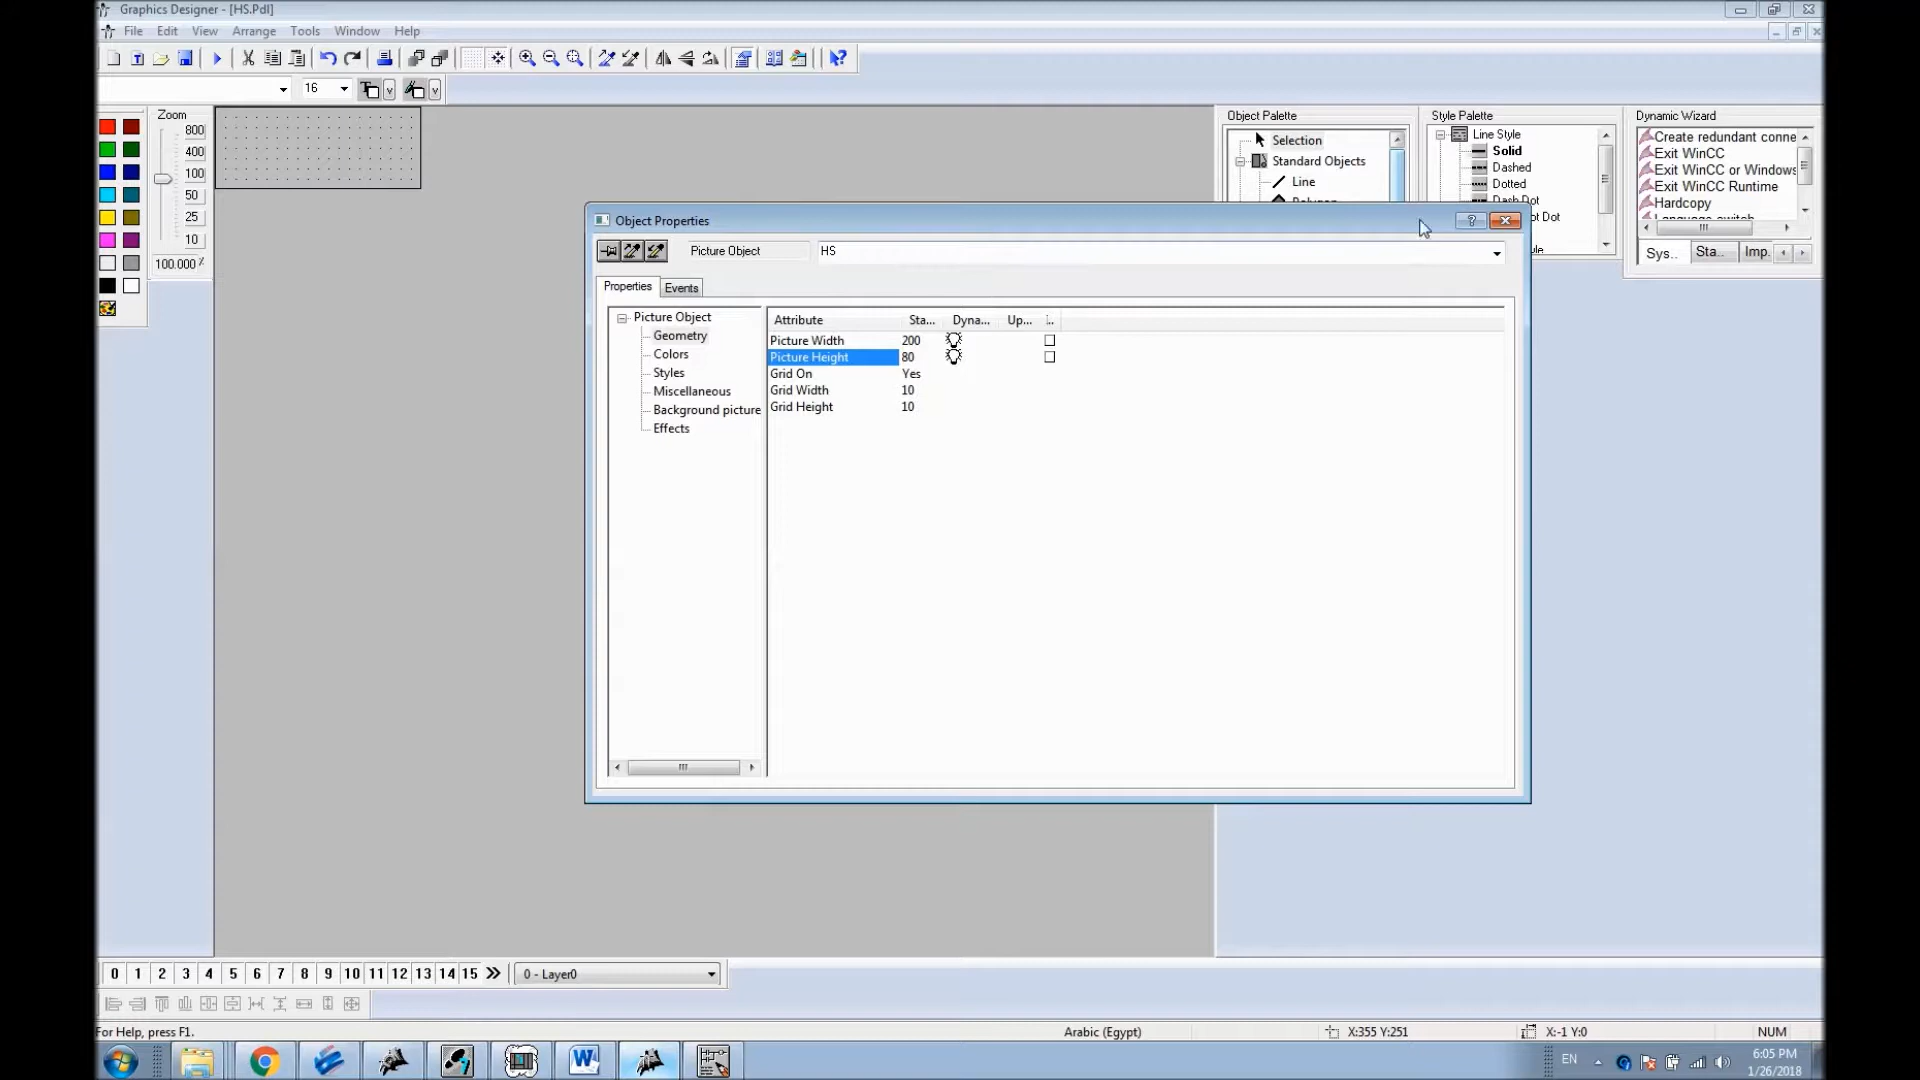 Graphics Designer - [HS.Pdl]
File Edit View Arrange Tools Window Help
16
Zoom
800
400
100
50
25
10
100.000 %
Object Palette
Selection
Standard Objects
Line
Style Palette
Line Style
Solid
Dashed
Dotted
Dynamic Wizard
Create redundant conne
Exit WinCC
Exit WinCC or Windows
Exit WinCC Runtime
Hardcopy
Language switch
Sys.. Sta.. Imp.
Object Properties
Picture Object HS
Properties Events
Picture Object
Geometry
Colors
Styles
Miscellaneous
Background picture
Effects
Attribute Sta... Dyna... Up... I..
Picture Width 200
Picture Height 80
Grid On Yes
Grid Width 10
Grid Height 10
0 1 2 3 4 5 6 7 8 9 10 11 12 13 14 15 0 - Layer0
For Help, press F1. Arabic (Egypt) X:355 Y:251 X:-1 Y:0 NUM
EN 6:05 PM
1/26/2018